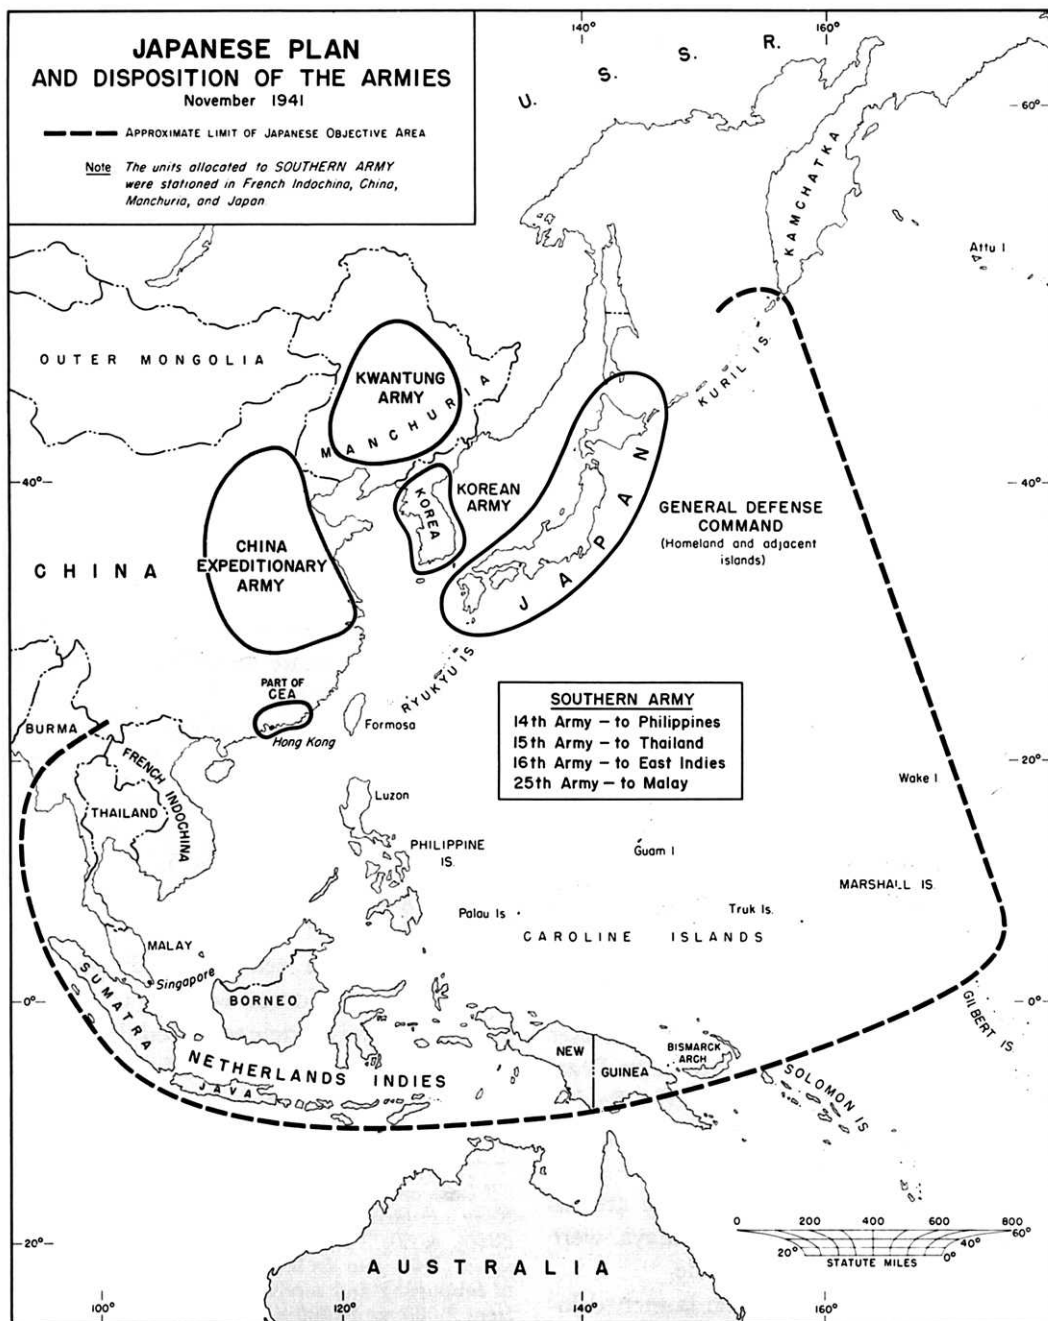 JAPANESE PLAN
AND DISPOSITION OF THE ARMIES
November 1941
APPROXIMATE LIMIT OF JAPANESE OBJECTIVE AREA
Note The units allocated to SOUTHERN ARMY
were stationed in French Indochina, China,
Manchuria, and Japan
140°
160°
U. S. S. R.
60°
60°
KAMCHATKA
Attu I
OUTER MONGOLIA
KWANTUNG
ARMY
MANCHURIA
KURIL IS.
40°
40°
KOREA
KOREAN
ARMY
JAPAN
GENERAL DEFENSE
COMMAND
(Homeland and adjacent
islands)
CHINA
CHINA
EXPEDITIONARY
ARMY
RYUKYU IS
PART OF
CEA
Hong Kong
Formosa
SOUTHERN ARMY
14th Army — to Philippines
15th Army — to Thailand
16th Army — to East Indies
25th Army — to Malay
BURMA
FRENCH INDOCHINA
THAILAND
20°
20°
Luzon
Wake I
PHILIPPINE
IS.
Guam I
MARSHALL IS.
Palau Is
Truk Is.
CAROLINE ISLANDS
MALAY
Singapore
SUMATRA
BORNEO
0°
0°
GILBERT IS.
NETHERLANDS INDIES
JAVA
NEW
GUINEA
BISMARCK
ARCH
SOLOMON IS.
AUSTRALIA
20°
0 200 400 600 800
60°
40°
20°
0°
STATUTE MILES
100°
120°
140°
160°